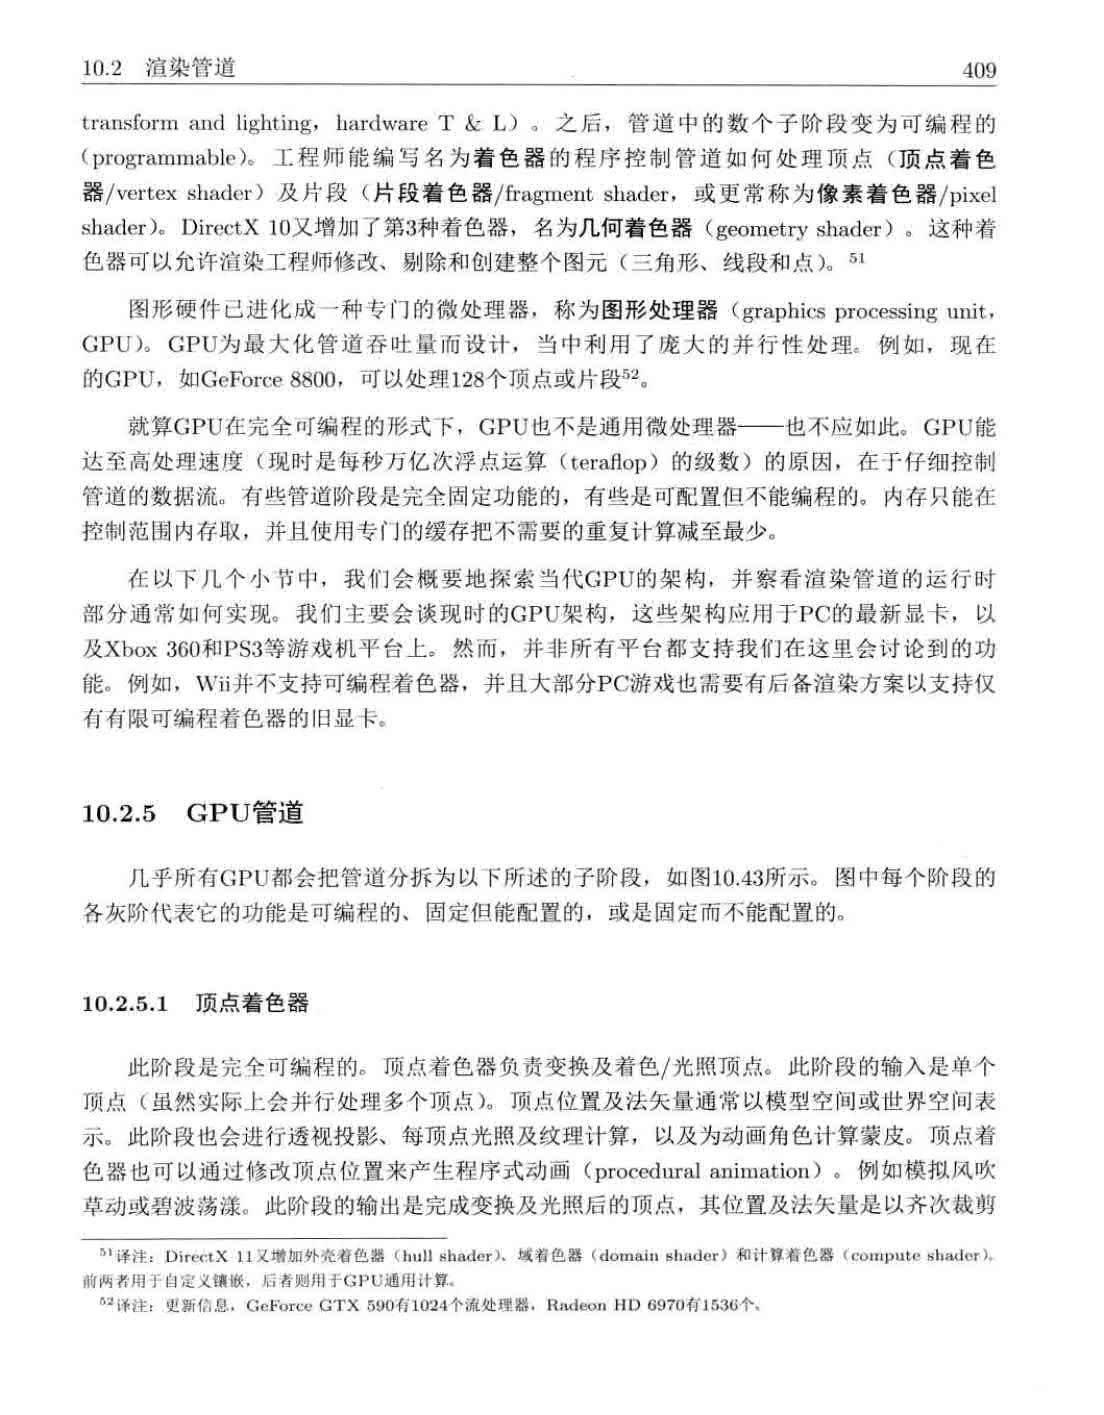 10.2 渲染管道 409
transform and lighting，hardware T & L）。之后，管道中的数个子阶段变为可编程的
（programmable）。工程师能编写名为着色器的程序控制管道如何处理顶点（顶点着色
器/vertex shader）及片段（片段着色器/fragment shader，或更常称为像素着色器/pixel
shader）。DirectX 10又增加了第3种着色器，名为几何着色器（geometry shader）。这种着
色器可以允许渲染工程师修改、剔除和创建整个图元（三角形、线段和点）。51
图形硬件已进化成一种专门的微处理器，称为图形处理器（graphics processing unit，
GPU）。GPU为最大化管道吞吐量而设计，当中利用了庞大的并行性处理。例如，现在
的GPU，如GeForce 8800，可以处理128个顶点或片段52。
就算GPU在完全可编程的形式下，GPU也不是通用微处理器——也不应如此。GPU能
达至高处理速度（现时是每秒万亿次浮点运算（teraflop）的级数）的原因，在于仔细控制
管道的数据流。有些管道阶段是完全固定功能的，有些是可配置但不能编程的。内存只能在
控制范围内存取，并且使用专门的缓存把不需要的重复计算减至最少。
在以下几个小节中，我们会概要地探索当代GPU的架构，并察看渲染管道的运行时
部分通常如何实现。我们主要会谈现时的GPU架构，这些架构应用于PC的最新显卡，以
及Xbox 360和PS3等游戏机平台上。然而，并非所有平台都支持我们在这里会讨论到的功
能。例如，Wii并不支持可编程着色器，并且大部分PC游戏也需要有后备渲染方案以支持仅
有有限可编程着色器的旧显卡。
10.2.5 GPU管道
几乎所有GPU都会把管道分拆为以下所述的子阶段，如图10.43所示。图中每个阶段的
各灰阶代表它的功能是可编程的、固定但能配置的，或是固定而不能配置的。
10.2.5.1 顶点着色器
此阶段是完全可编程的。顶点着色器负责变换及着色/光照顶点。此阶段的输入是单个
顶点（虽然实际上会并行处理多个顶点）。顶点位置及法矢量通常以模型空间或世界空间表
示。此阶段也会进行透视投影、每顶点光照及纹理计算，以及为动画角色计算蒙皮。顶点着
色器也可以通过修改顶点位置来产生程序式动画（procedural animation）。例如模拟风吹
草动或碧波荡漾。此阶段的输出是完成变换及光照后的顶点，其位置及法矢量是以齐次裁剪
51译注：DirectX 11又增加外壳着色器（hull shader）、域着色器（domain shader）和计算着色器（compute shader）。
前两者用于自定义镶嵌，后者则用于GPU通用计算。
52译注：更新信息，GeForce GTX 590有1024个流处理器，Radeon HD 6970有1536个。